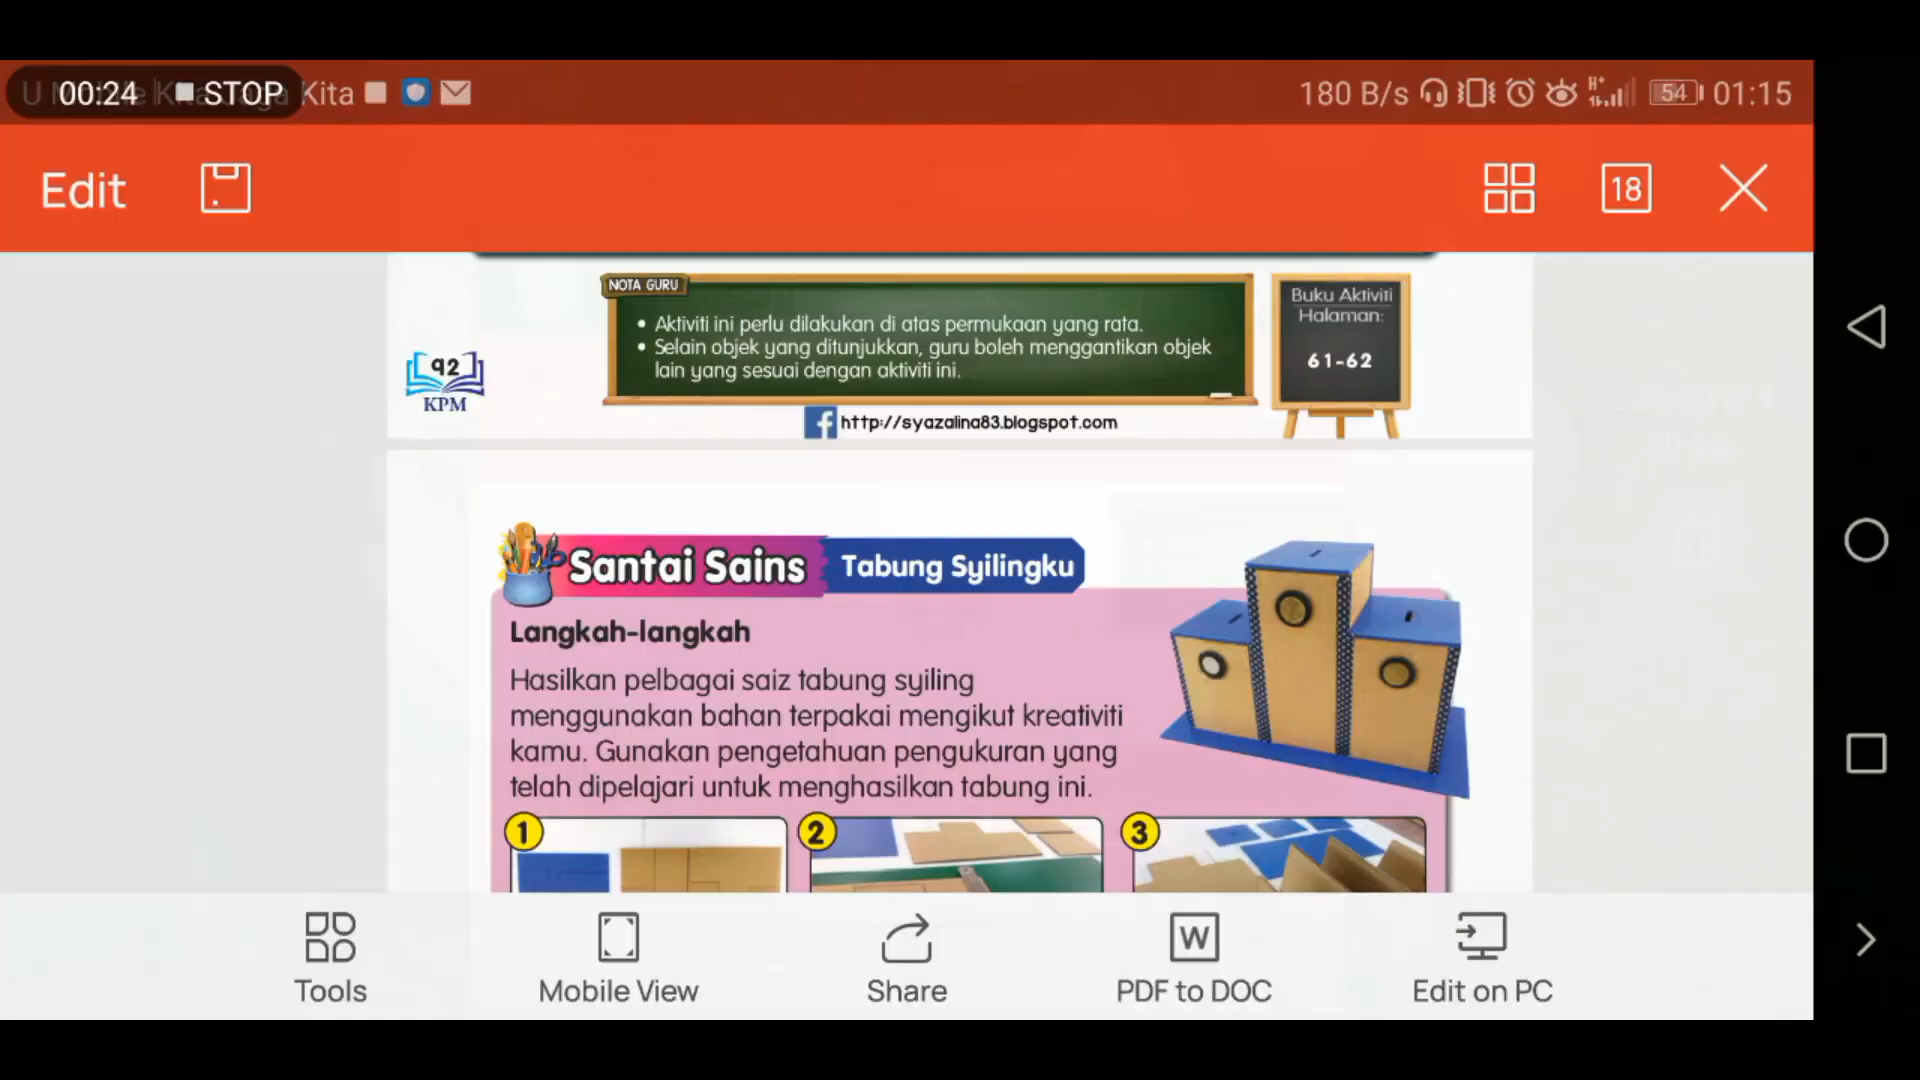 00:24 STOP Kita
180 B/s 54 01:15
Edit
18
NOTA GURU
• Aktiviti ini perlu dilakukan di atas permukaan yang rata.
• Selain objek yang ditunjukkan, guru boleh menggantikan objek
lain yang sesuai dengan aktiviti ini.
Buku Aktiviti
Halaman:
61-62
92
KPM
http://syazalina83.blogspot.com
Santai Sains Tabung Syilingku
Langkah-langkah
Hasilkan pelbagai saiz tabung syiling
menggunakan bahan terpakai mengikut kreativiti
kamu. Gunakan pengetahuan pengukuran yang
telah dipelajari untuk menghasilkan tabung ini.
1 2 3
Tools Mobile View Share PDF to DOC Edit on PC